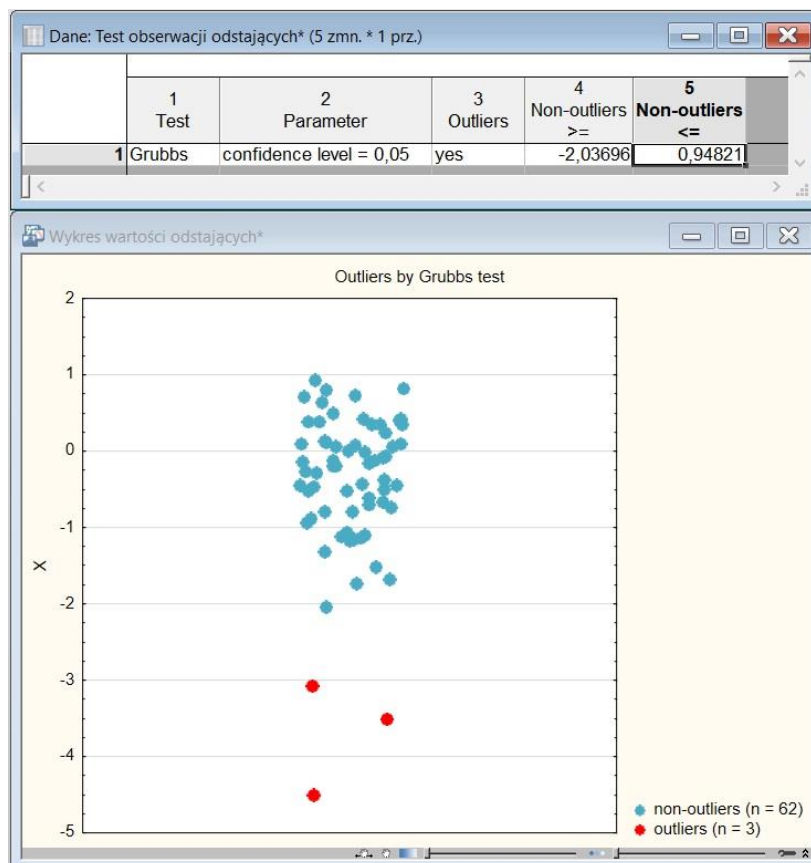 Dane: Test obserwacji odstających* (5 zmn. * 1 prz.)
1 2 3 4 5
Test Parameter Outliers Non-outliers >= Non-outliers <=
1 Grubbs confidence level = 0,05 yes -2,03696 0,94821
Wykres wartości odstających*
Outliers by Grubbs test
2
1
0
-1
X
-2
-3
-4
-5
non-outliers (n = 62)
outliers (n = 3)